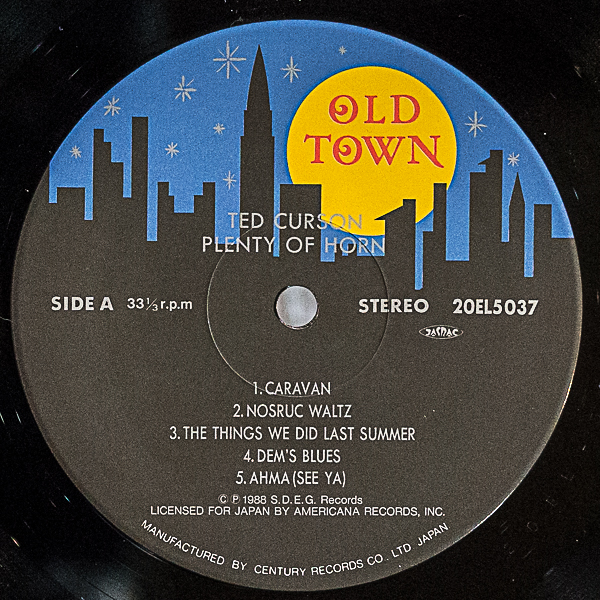 OLD
TOWN
TED CURSON
PLENTY OF HORN
SIDE A 33 1/3 r.p.m
STEREO 20EL5037
JASRAC
1. CARAVAN
2. NOSRUC WALTZ
3. THE THINGS WE DID LAST SUMMER
4. DEM'S BLUES
5. AHMA (SEE YA)
© ℗ 1988 S.D.E.G. Records
LICENSED FOR JAPAN BY AMERICANA RECORDS, INC.
MANUFACTURED BY CENTURY RECORDS CO. LTD JAPAN